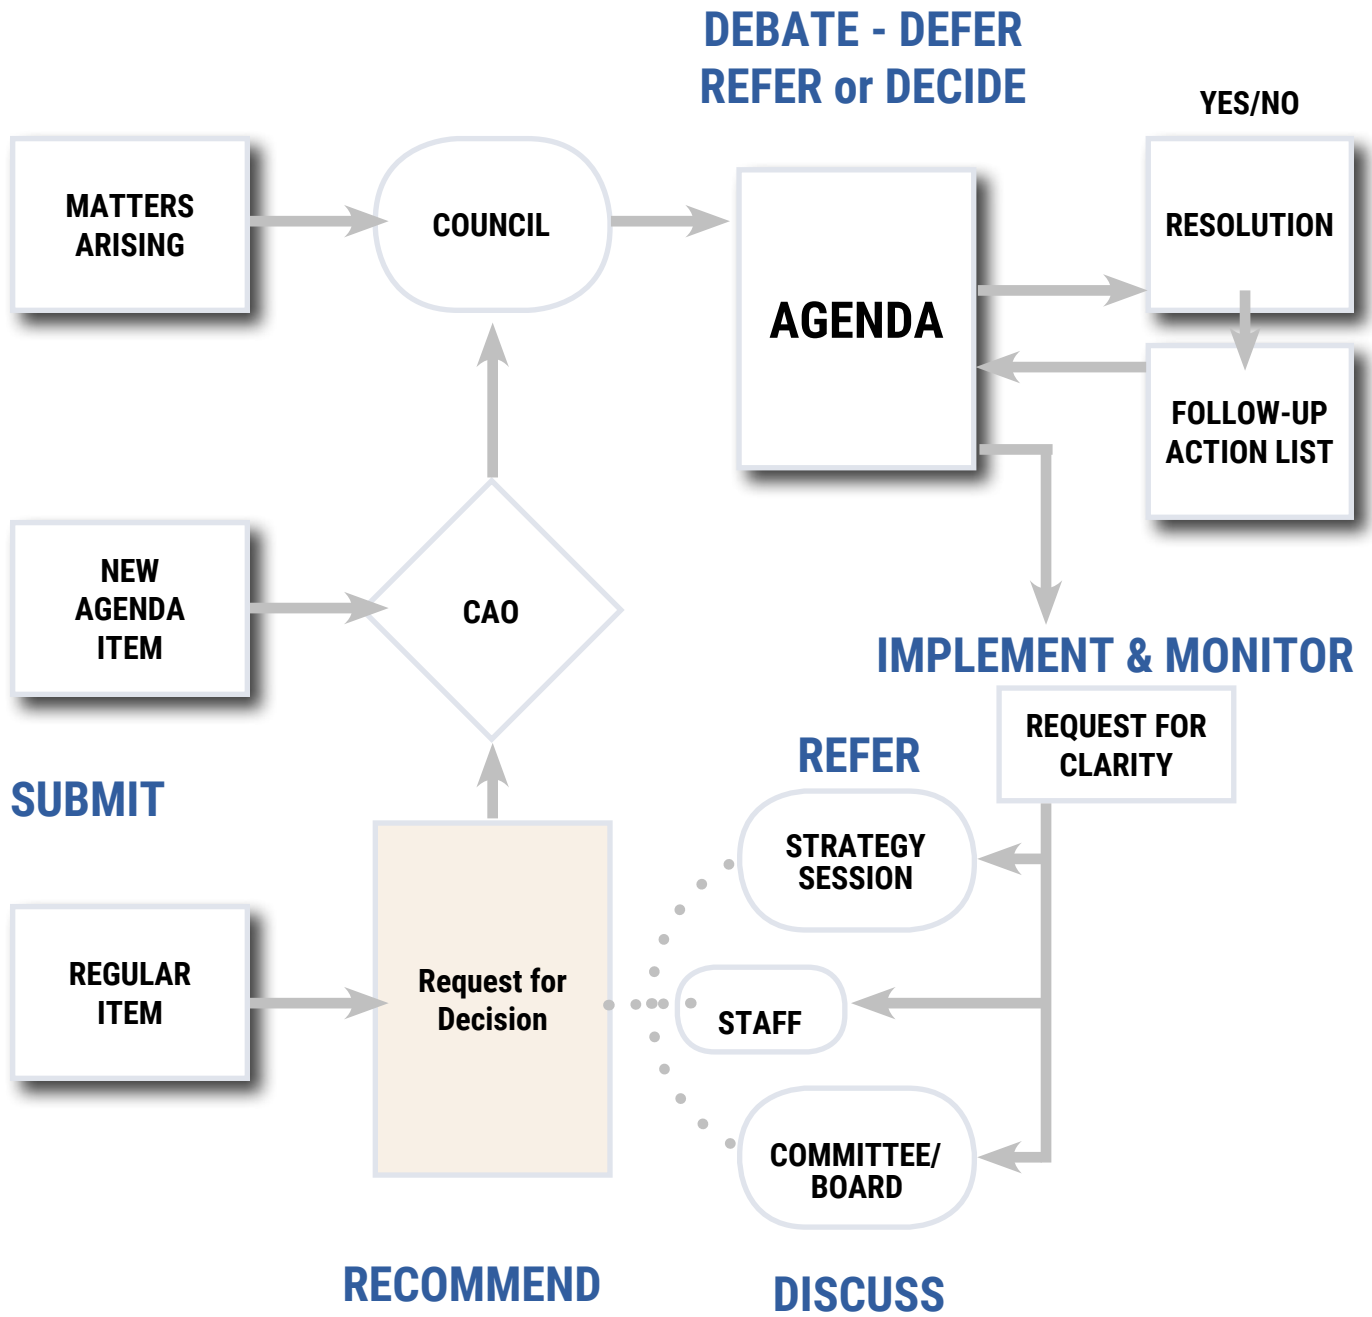 DEBATE - DEFER
REFER or DECIDE
YES/NO
MATTERS
ARISING
COUNCIL
AGENDA
RESOLUTION
FOLLOW-UP
ACTION LIST
NEW
AGENDA
ITEM
CAO
IMPLEMENT & MONITOR
REQUEST FOR
CLARITY
SUBMIT
REFER
STRATEGY
SESSION
REGULAR
ITEM
Request for
Decision
STAFF
COMMITTEE/
BOARD
RECOMMEND
DISCUSS